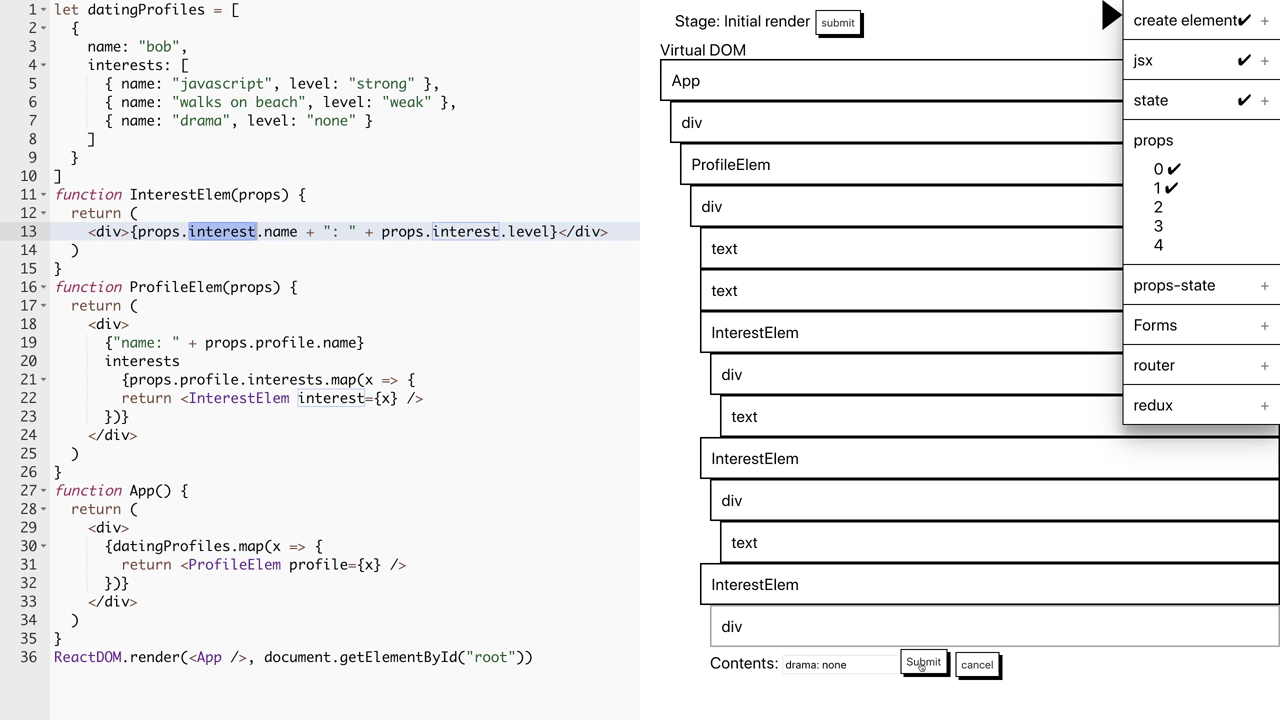 1 let datingProfiles = [
2 {
3 name: "bob",
4 interests: [
5 { name: "javascript", level: "strong" },
6 { name: "walks on beach", level: "weak" },
7 { name: "drama", level: "none" }
8 ]
9 }
10 ]
11 function InterestElem(props) {
12 return (
13 <div>{props.interest.name + ": " + props.interest.level}</div>
14 )
15 }
16 function ProfileElem(props) {
17 return (
18 <div>
19 {"name: " + props.profile.name}
20 interests
21 {props.profile.interests.map(x => {
22 return <InterestElem interest={x} />
23 })}
24 </div>
25 )
26 }
27 function App() {
28 return (
29 <div>
30 {datingProfiles.map(x => {
31 return <ProfileElem profile={x} />
32 })}
33 </div>
34 )
35 }
36 ReactDOM.render(<App />, document.getElementById("root"))
Stage: Initial render submit
Virtual DOM
App
div
ProfileElem
div
text
text
InterestElem
div
text
InterestElem
div
text
InterestElem
div
Contents: drama: none Submit cancel
create element✔ +
jsx ✔ +
state ✔ +
props
0 ✔
1 ✔
2
3
4
props-state +
Forms +
router +
redux +